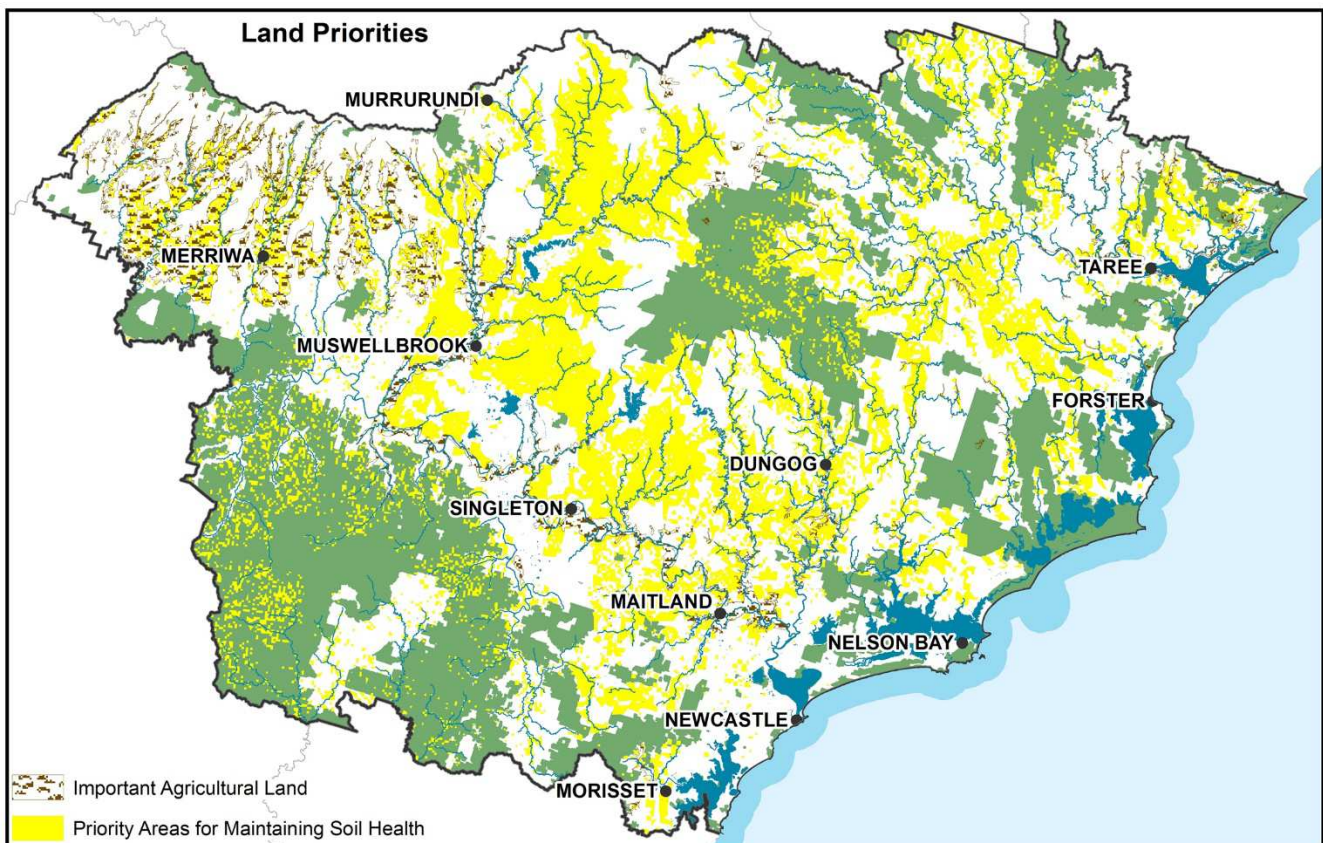 Land Priorities
MURRURUNDI
MERRIWA
TAREE
MUSWELLBROOK
FORSTER
DUNGOG
SINGLETON
MAITLAND
NELSON BAY
NEWCASTLE
Important Agricultural Land
MORISSET
Priority Areas for Maintaining Soil Health